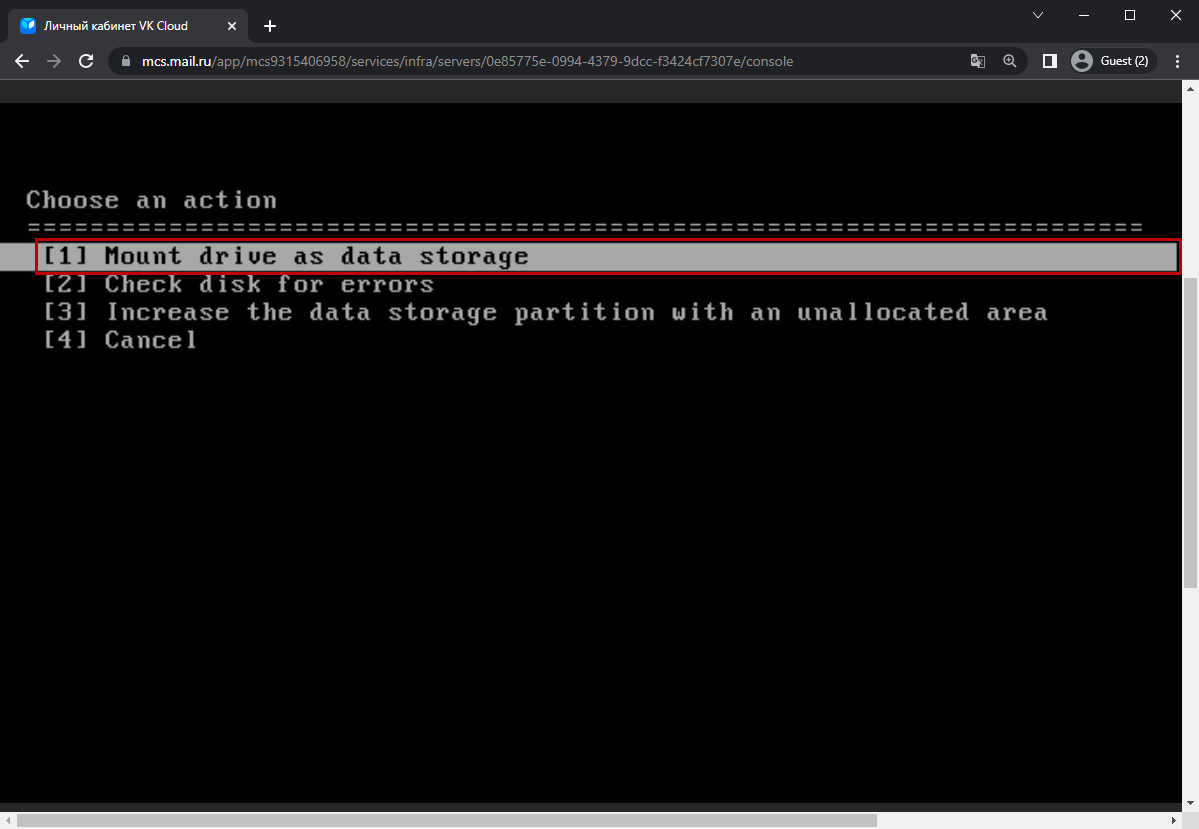 Личный кабинет VK Cloud
mcs.mail.ru/app/mcs9315406958/services/infra/servers/0e85775e-0994-4379-9dcc-f3424cf7307e/console
Guest (2)
Choose an action
=======================================================================
[1] Mount drive as data storage
[2] Check disk for errors
[3] Increase the data storage partition with an unallocated area
[4] Cancel